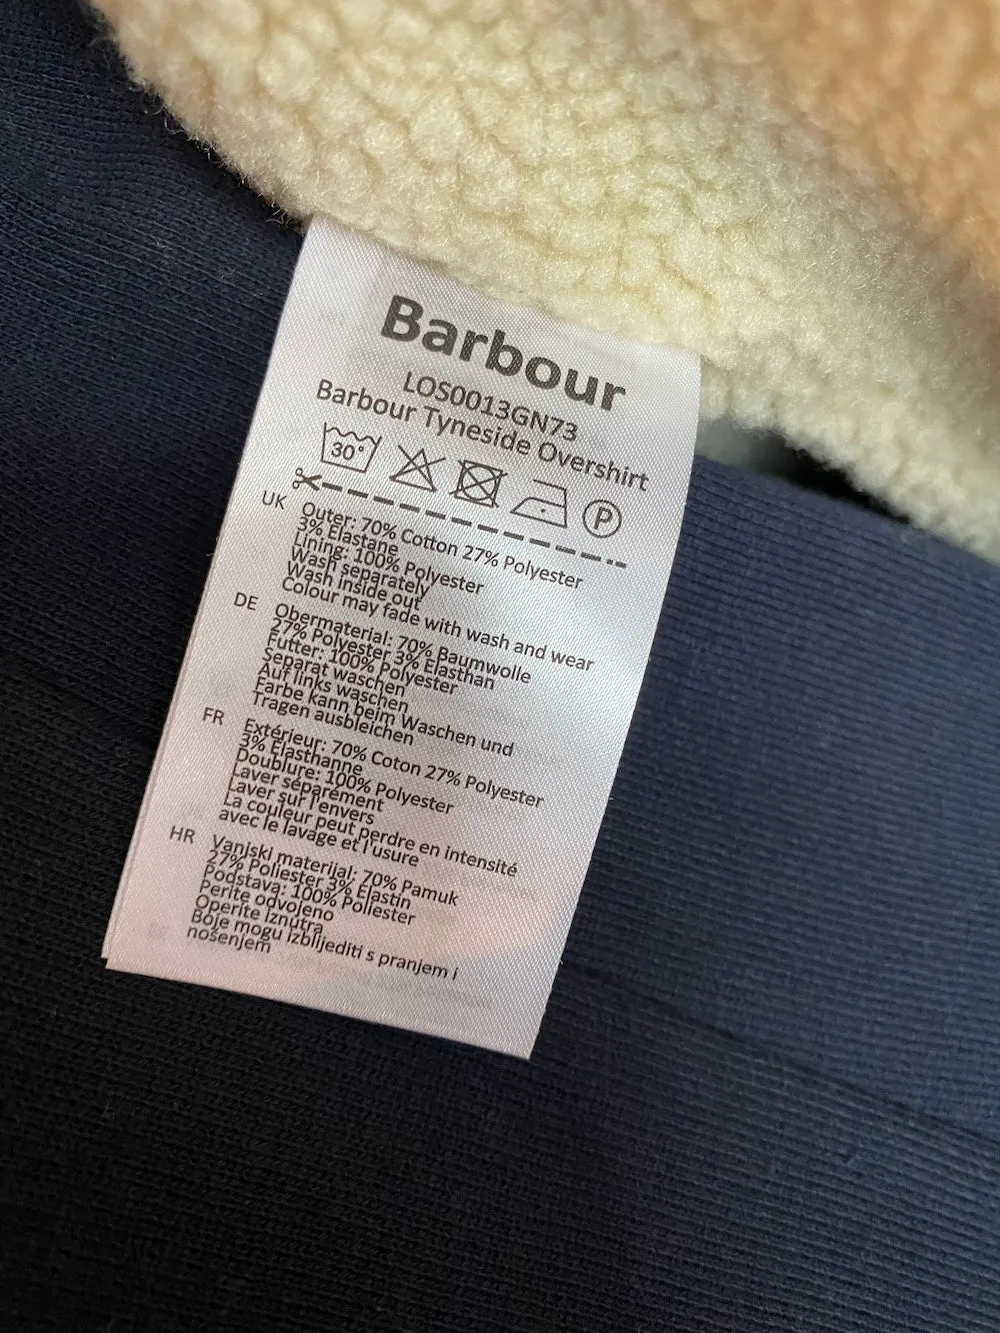 Barbour
LOS0013GN73
Barbour Tyneside Overshirt
30°
P
UK Outer: 70% Cotton 27% Polyester
3% Elastane
Lining: 100% Polyester
Wash separately
Wash inside out
Colour may fade with wash and wear
DE Obermaterial: 70% Baumwolle
27% Polyester 3% Elasthan
Futter: 100% Polyester
Separat waschen
Auf links waschen
Farbe kann beim Waschen und
Tragen ausbleichen
FR Extérieur: 70% Coton 27% Polyester
3% Elasthanne
Doublure: 100% Polyester
Laver séparément
Laver sur l'envers
La couleur peut perdre en intensité
avec le lavage et l'usure
HR Vanjski materijal: 70% Pamuk
27% Poliester 3% Elastin
Podstava: 100% Poliester
Perite odvojeno
Operite iznutra
Boje mogu izblijediti s pranjem i
nošenjem